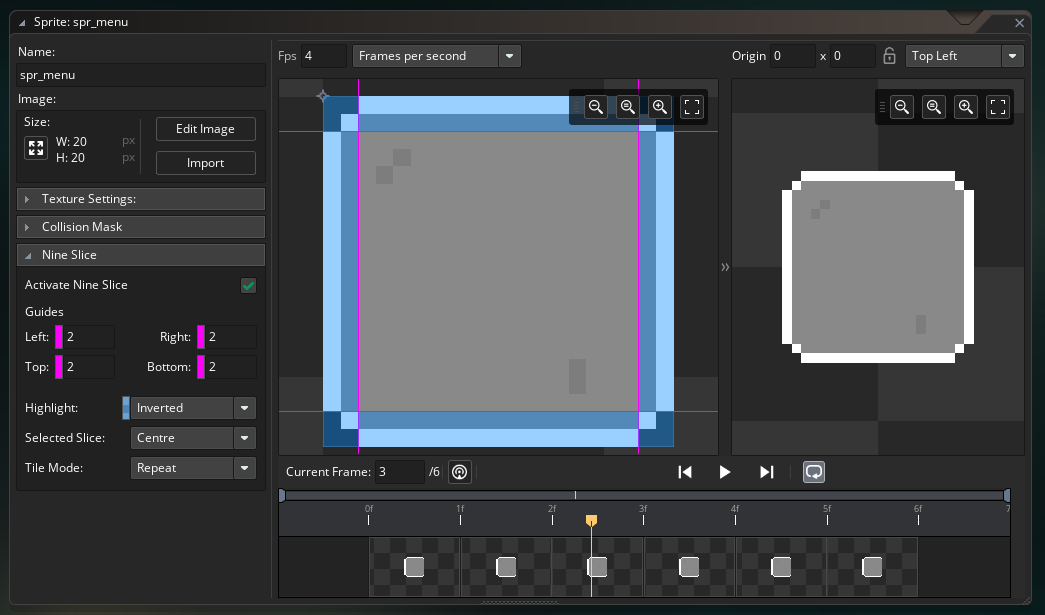 Sprite: spr_menu
Name:
spr_menu
Image:
Size:
W: 20 px
H: 20 px
Edit Image
Import
Texture Settings:
Collision Mask
Nine Slice
Activate Nine Slice
Guides
Left: 2 Right: 2
Top: 2 Bottom: 2
Highlight: Inverted
Selected Slice: Centre
Tile Mode: Repeat
Fps 4 Frames per second
Origin 0 x 0 Top Left
Current Frame: 3 /6
0f 1f 2f 3f 4f 5f 6f 7